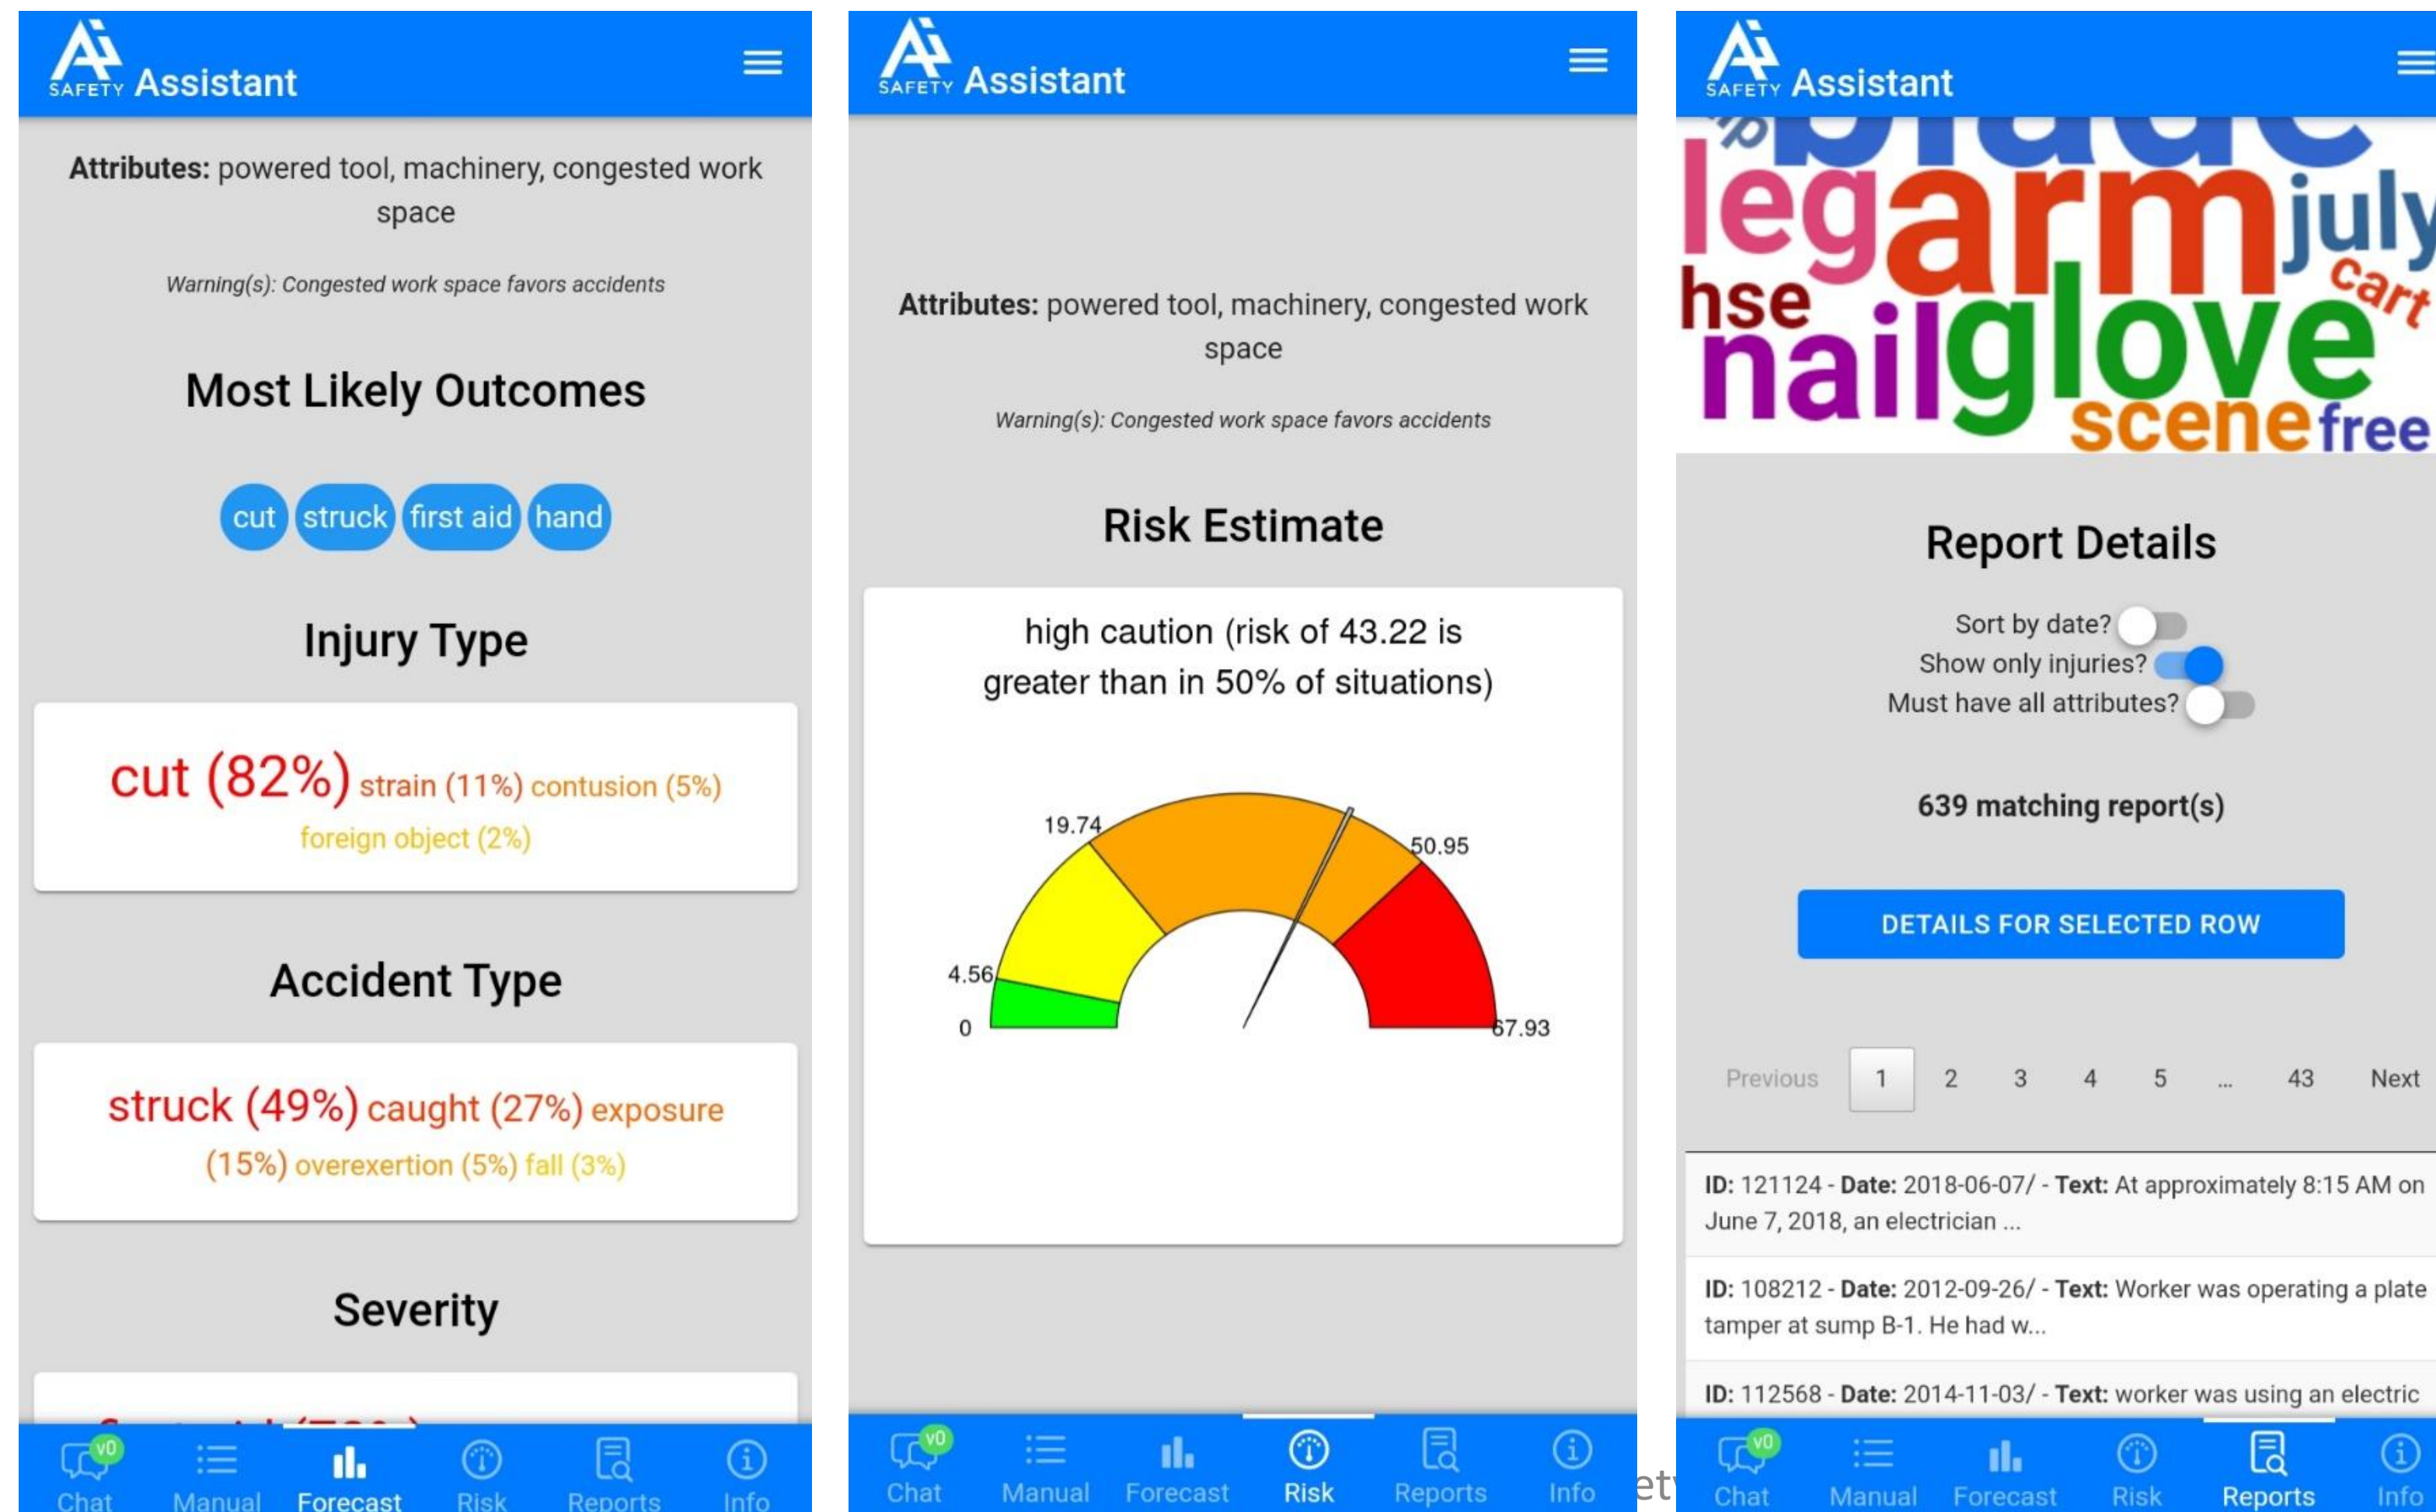 Ai
SAFETY Assistant
Attributes: powered tool, machinery, congested work
space
Warning(s): Congested work space favors accidents
Most Likely Outcomes
cut struck first aid hand
Injury Type
cut (82%) strain (11%) contusion (5%)
foreign object (2%)
Accident Type
struck (49%) caught (27%) exposure
(15%) overexertion (5%) fall (3%)
Severity
v0
Chat Manual Forecast Risk Reports Info
Ai
SAFETY Assistant
Attributes: powered tool, machinery, congested work
space
Warning(s): Congested work space favors accidents
Risk Estimate
high caution (risk of 43.22 is
greater than in 50% of situations)
19.74
50.95
4.56
0
67.93
v0
Chat Manual Forecast Risk Reports Info
Ai
SAFETY Assistant
blade
leg arm july
hse cart
nail glove
scene free
Report Details
Sort by date?
Show only injuries?
Must have all attributes?
639 matching report(s)
DETAILS FOR SELECTED ROW
Previous 1 2 3 4 5 ... 43 Next
ID: 121124 - Date: 2018-06-07/ - Text: At approximately 8:15 AM on
June 7, 2018, an electrician ...
ID: 108212 - Date: 2012-09-26/ - Text: Worker was operating a plate
tamper at sump B-1. He had w...
ID: 112568 - Date: 2014-11-03/ - Text: worker was using an electric
v0
Chat Manual Forecast Risk Reports Info